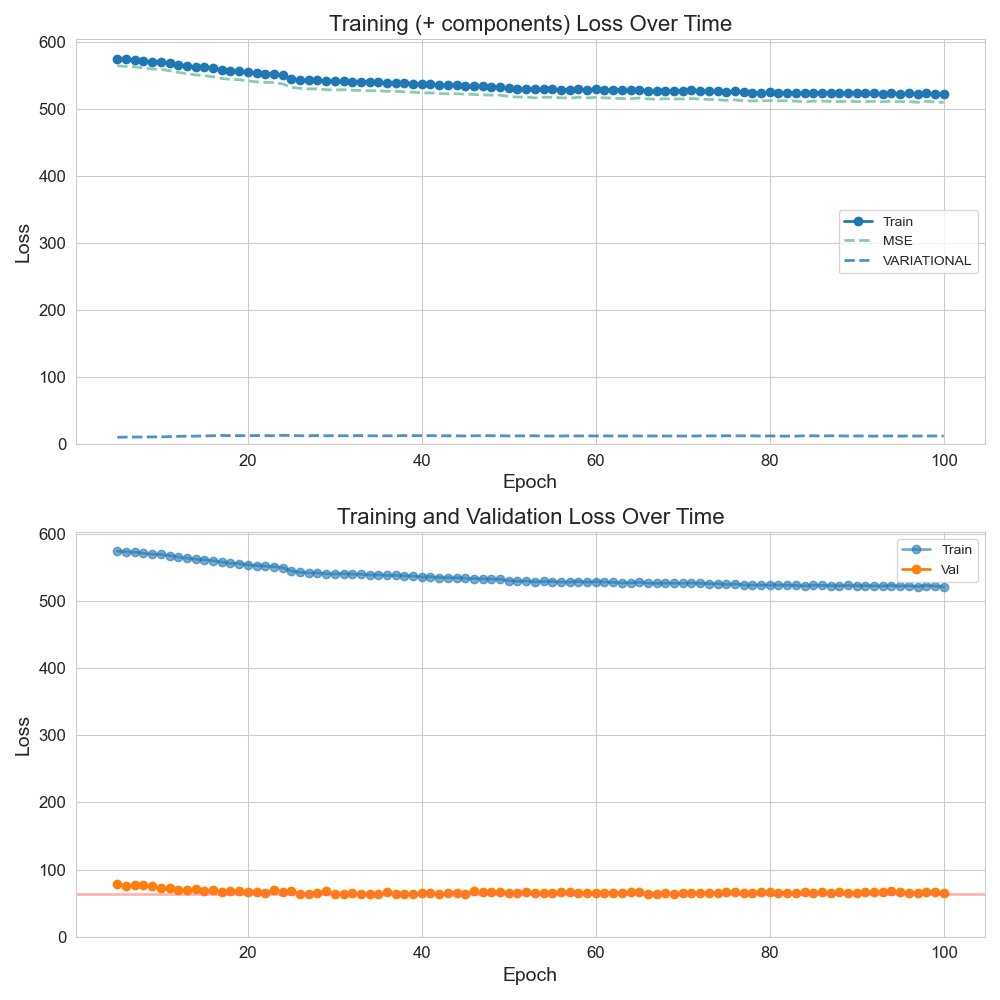 Training (+ components) Loss Over Time
600
500
400
300
200
100
0
Loss
Train
MSE
VARIATIONAL
20 40 60 80 100
Epoch
Training and Validation Loss Over Time
600
500
400
300
200
100
0
Loss
Train
Val
20 40 60 80 100
Epoch